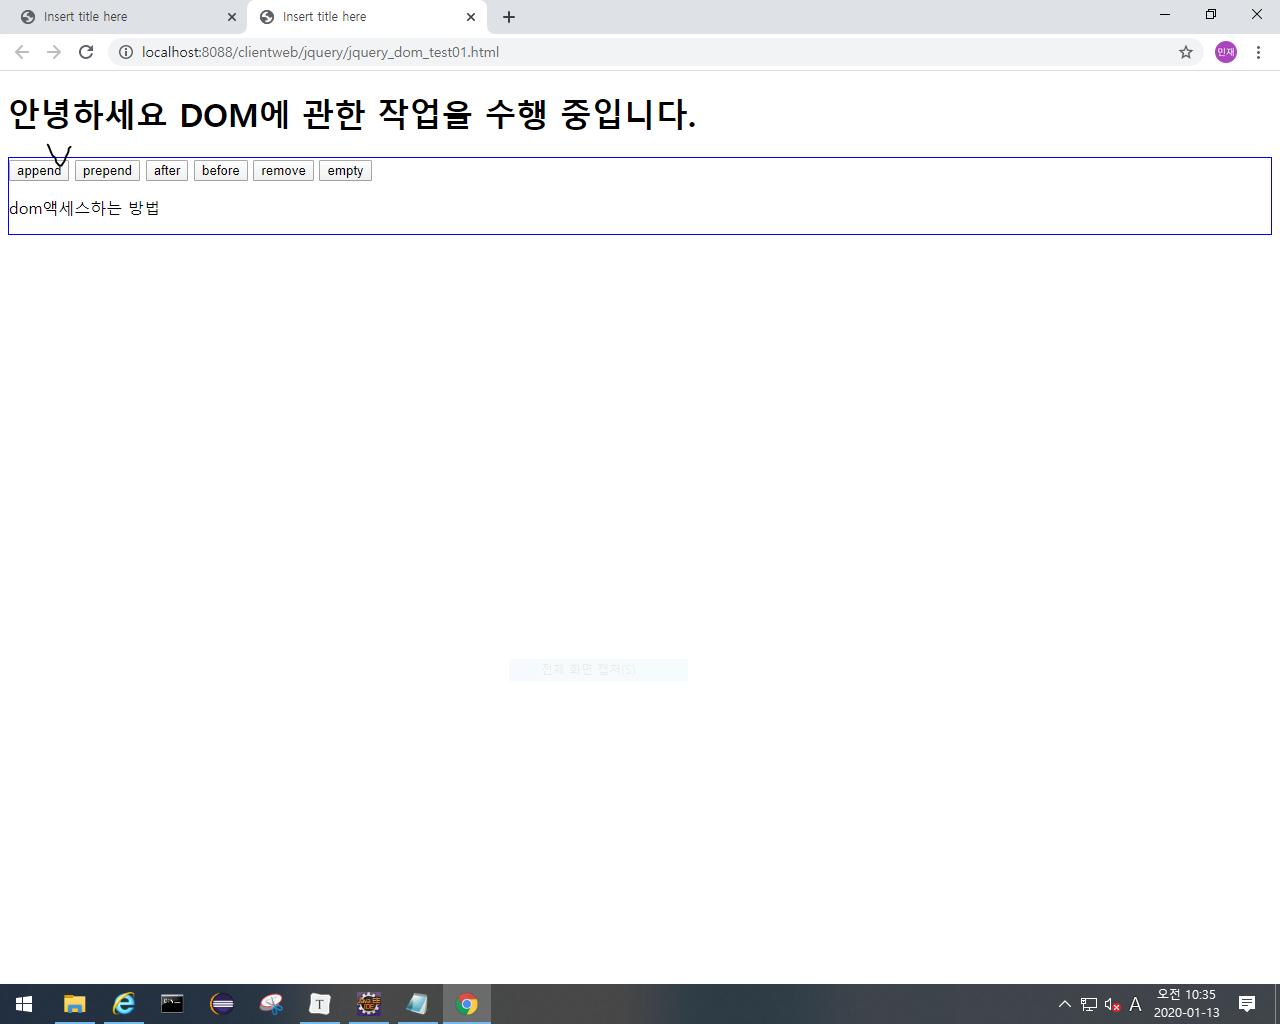 Insert title here
Insert title here
localhost:8088/clientweb/jquery/jquery_dom_test01.html
민재
안녕하세요 DOM에 관한 작업을 수행 중입니다.
append prepend after before remove empty
dom액세스하는 방법
전체 화면 캡처(S)
T
A
오전 10:35
2020-01-13